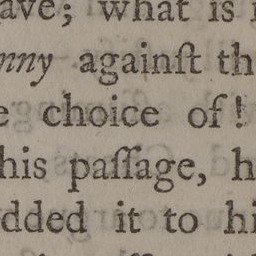 ave; what is
nny againſt th
e choice of!
his paſſage, h
dded it to hi